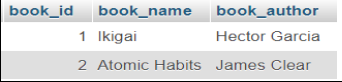 book_id book_name book_author
1 Ikigai Hector Garcia
2 Atomic Habits James Clear